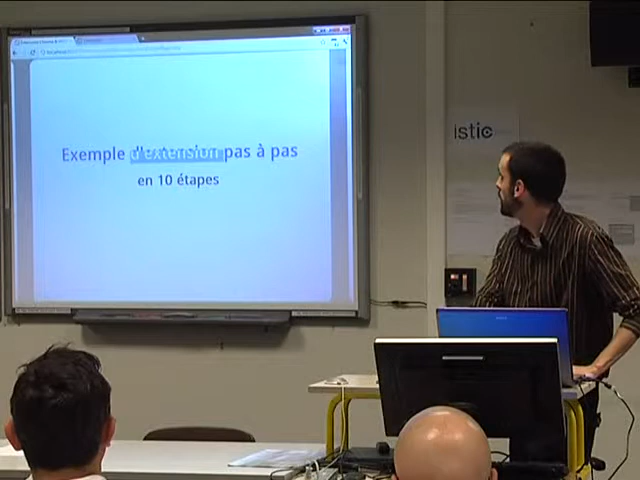 Exemple d'extension pas à pas
en 10 étapes
istic